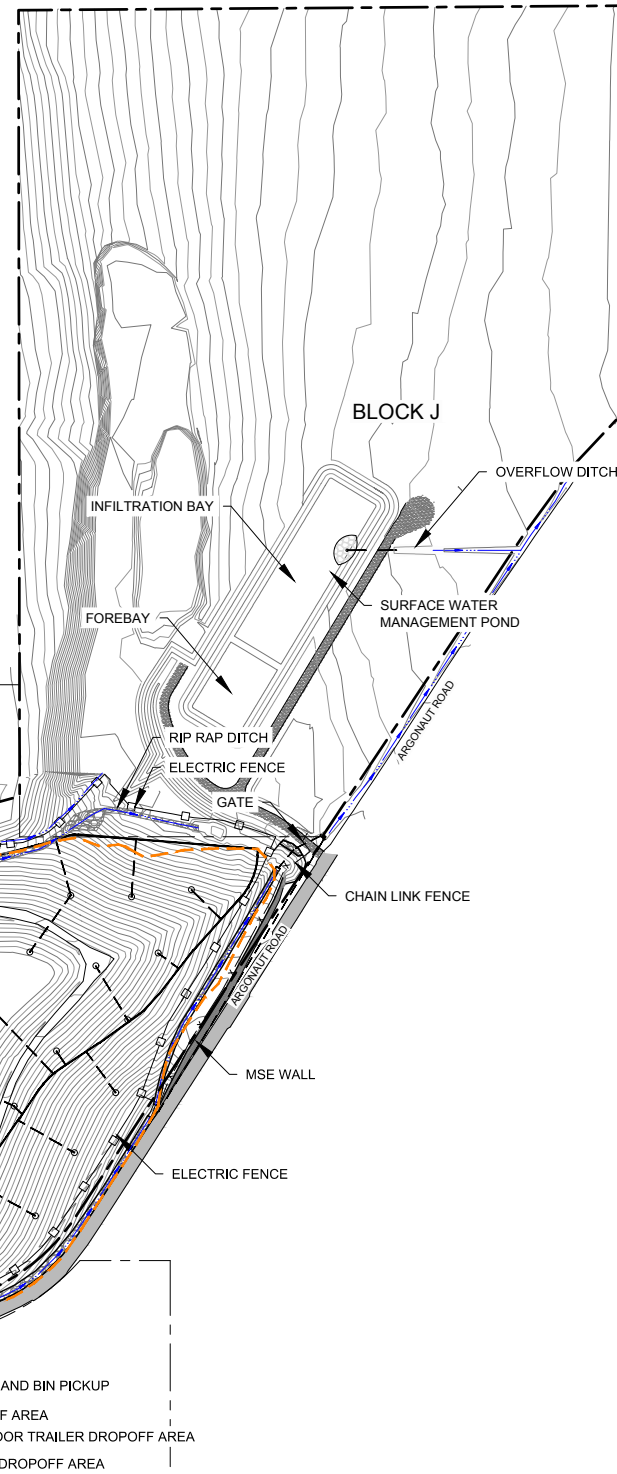 BLOCK J
OVERFLOW DITCH
INFILTRATION BAY
SURFACE WATER
MANAGEMENT POND
FOREBAY
ARGONAUT ROAD
RIP RAP DITCH
ELECTRIC FENCE
GATE
CHAIN LINK FENCE
ARGONAUT ROAD
MSE WALL
ELECTRIC FENCE
AND BIN PICKUP
F AREA
OOR TRAILER DROPOFF AREA
DROPOFF AREA